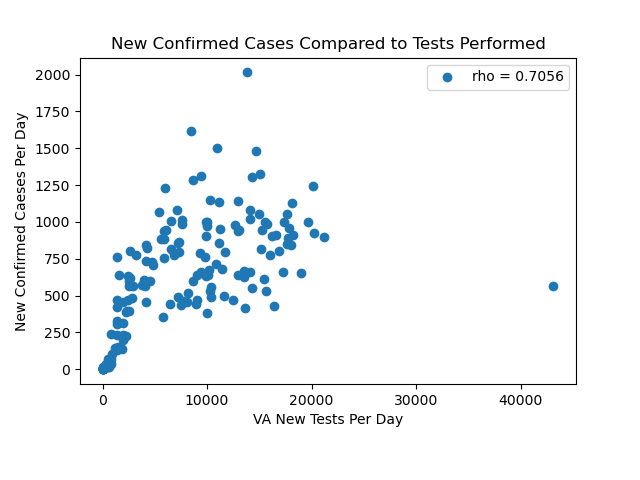 New Confirmed Cases Compared to Tests Performed
rho = 0.7056
New Confirmed Caeses Per Day
2000
1750
1500
1250
1000
750
500
250
0
0 10000 20000 30000 40000
VA New Tests Per Day